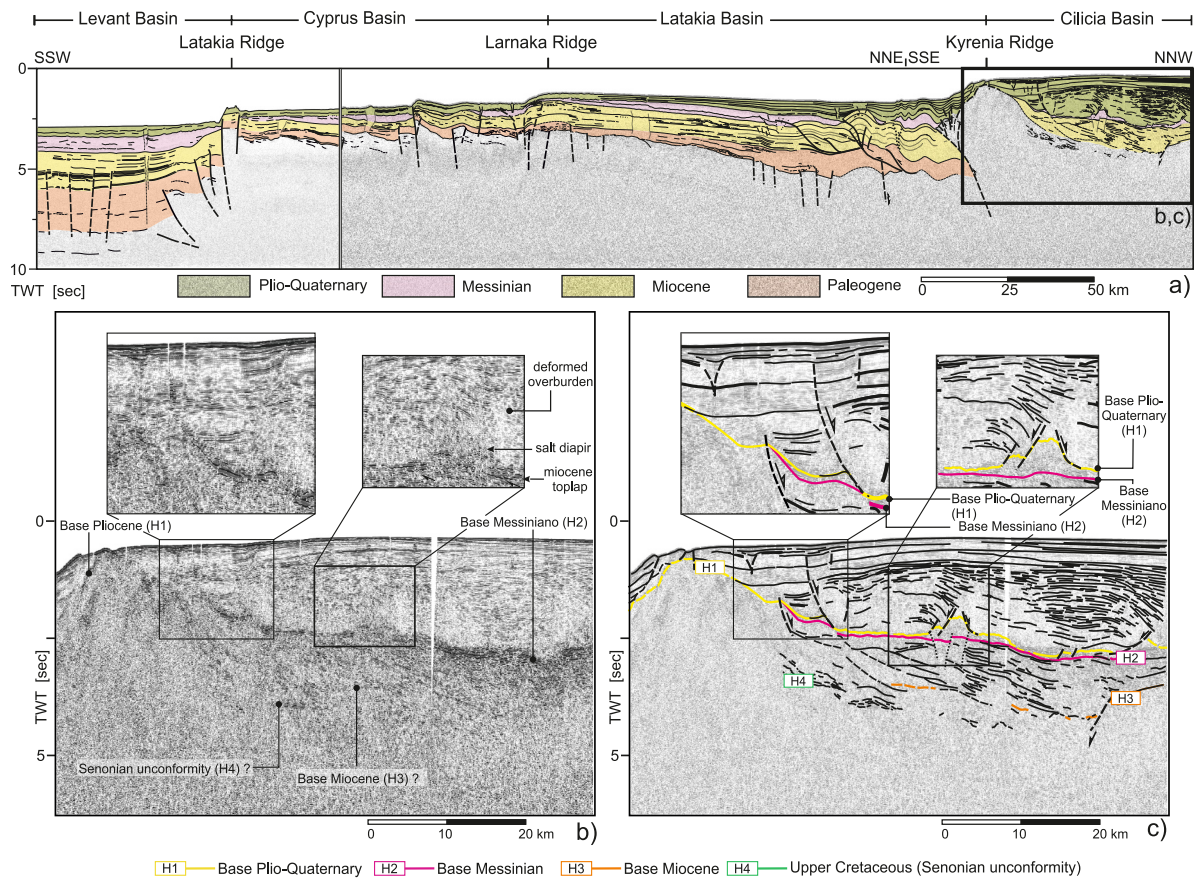 Levant Basin
Cyprus Basin
Latakia Basin
Cilicia Basin
Latakia Ridge
Larnaka Ridge
Kyrenia Ridge
SSW
NNE SSE
NNW
0
5
10
b,c)
TWT [sec]
Plio-Quaternary
Messinian
Miocene
Paleogene
0 25 50 km
a)
deformed
overburden
salt diapir
miocene
toplap
Base Pliocene (H1)
Base Messiniano (H2)
0
TWT [sec]
5
Senonian unconformity (H4) ?
Base Miocene (H3) ?
0 10 20 km
b)
Base Plio-
Quaternary
(H1)
Base
Messiniano
(H2)
Base Plio-Quaternary
(H1)
Base Messiniano (H2)
0
H1
H2
H4
H3
TWT [sec]
5
0 10 20 km
c)
H1 Base Plio-Quaternary
H2 Base Messinian
H3 Base Miocene
H4 Upper Cretaceous (Senonian unconformity)